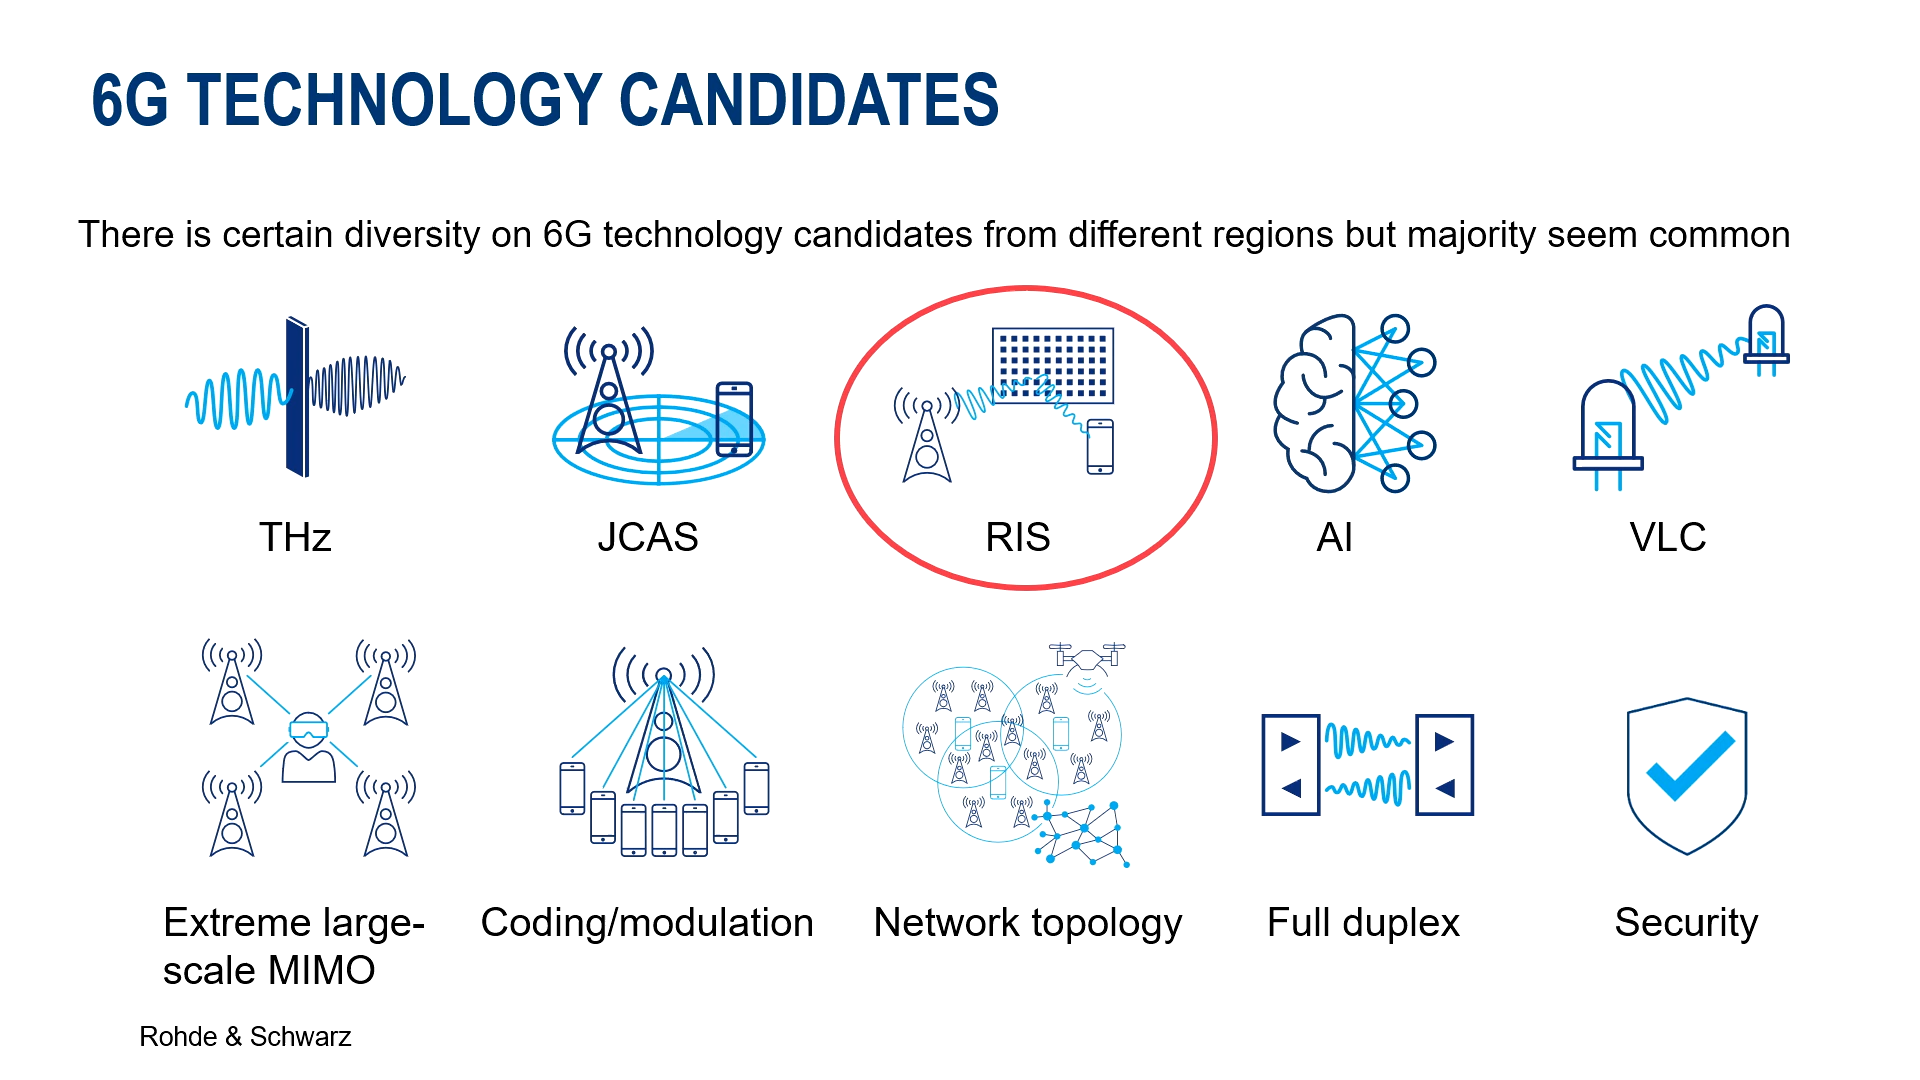 6G TECHNOLOGY CANDIDATES
There is certain diversity on 6G technology candidates from different regions but majority seem common
THz
JCAS
RIS
AI
VLC
Extreme large-
scale MIMO
Coding/modulation
Network topology
Full duplex
Security
Rohde & Schwarz